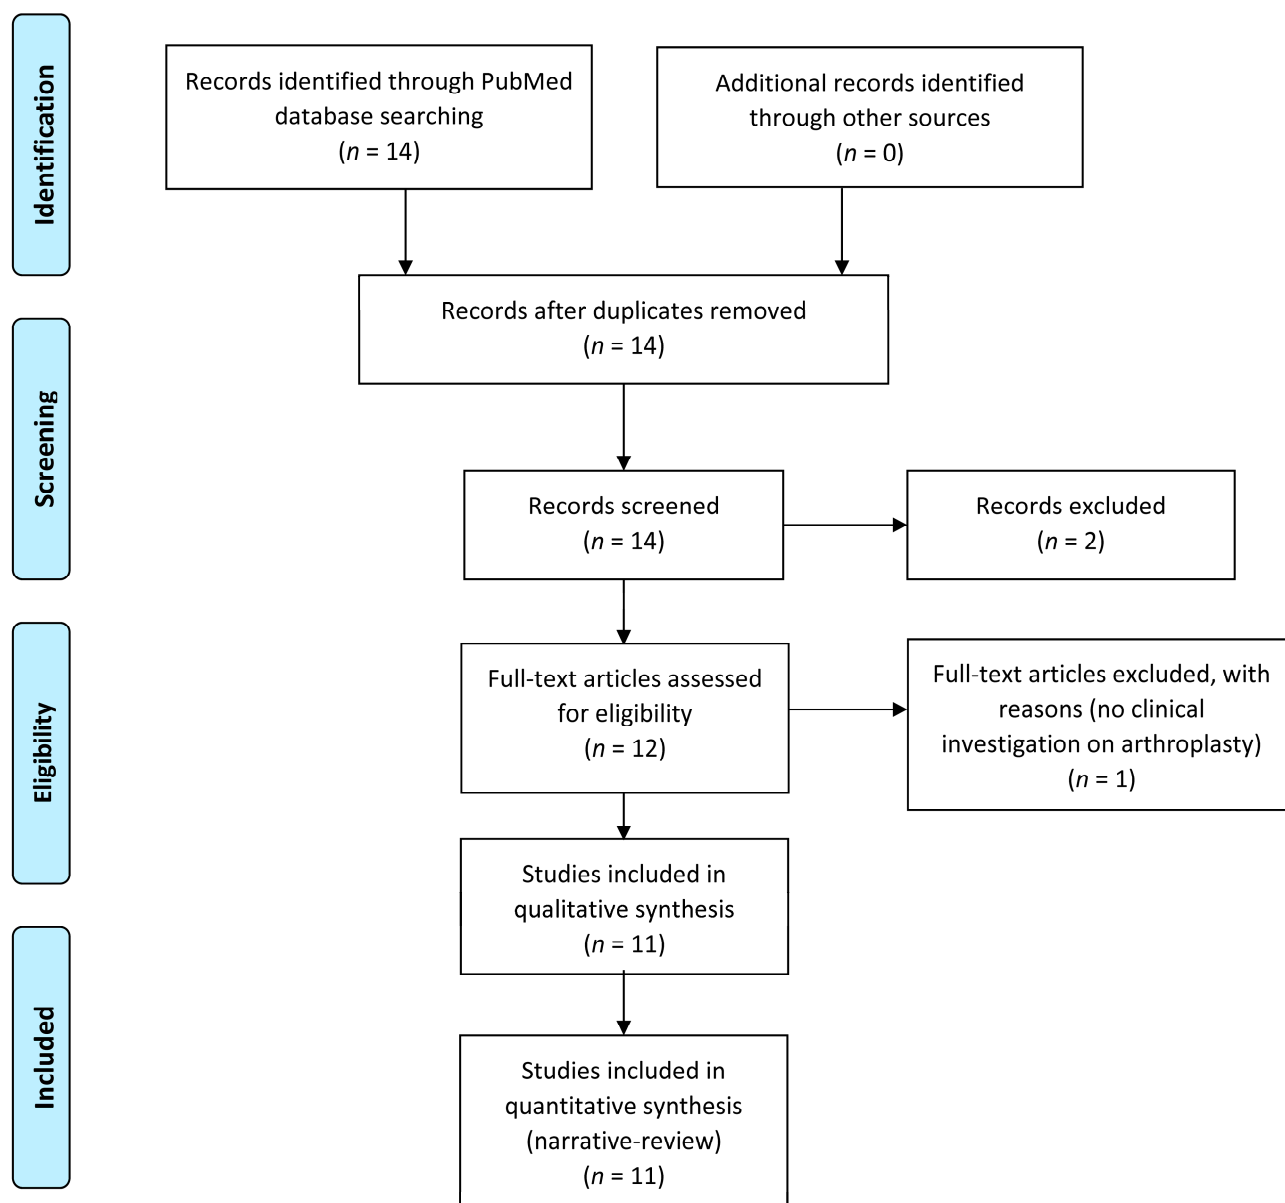 Identification
Records identified through PubMed
database searching
(n = 14)
Additional records identified
through other sources
(n = 0)
Records after duplicates removed
(n = 14)
Screening
Records screened
(n = 14)
Records excluded
(n = 2)
Eligibility
Full-text articles assessed
for eligibility
(n = 12)
Full-text articles excluded, with
reasons (no clinical
investigation on arthroplasty)
(n = 1)
Studies included in
qualitative synthesis
(n = 11)
Included
Studies included in
quantitative synthesis
(narrative-review)
(n = 11)